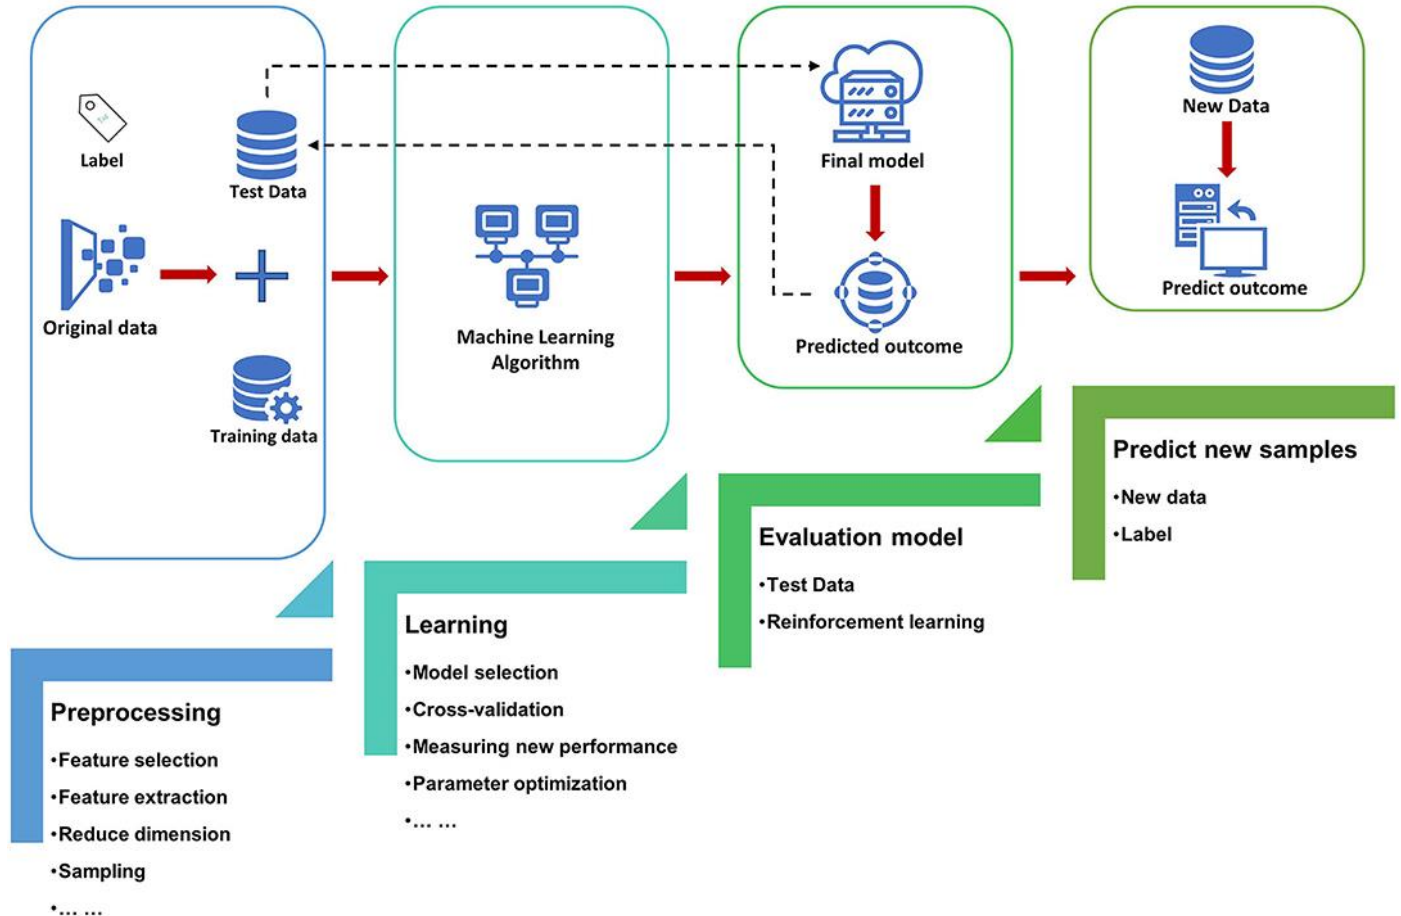 Label
Test Data
Original data
Training data
Machine Learning
Algorithm
Final model
Predicted outcome
New Data
Predict outcome
Preprocessing
•Feature selection
•Feature extraction
•Reduce dimension
•Sampling
•... ...
Learning
•Model selection
•Cross-validation
•Measuring new performance
•Parameter optimization
•... ...
Evaluation model
•Test Data
•Reinforcement learning
Predict new samples
•New data
•Label